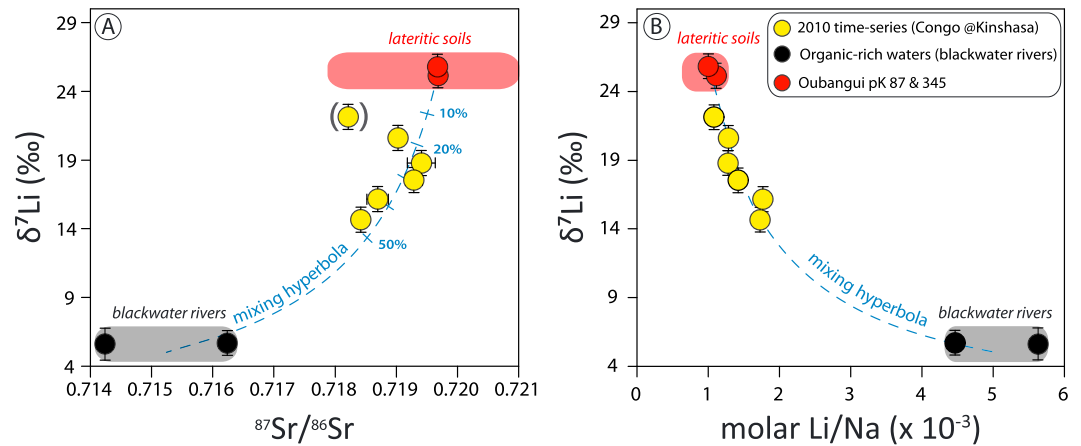 A
δ⁷Li (‰)
29
24
19
14
9
4
lateritic soils
10%
20%
50%
mixing hyperbola
blackwater rivers
0.714
0.715
0.716
0.717
0.718
0.719
0.720
0.721
⁸⁷Sr/⁸⁶Sr
B
δ⁷Li (‰)
29
24
19
14
9
4
lateritic soils
2010 time-series (Congo @Kinshasa)
Organic-rich waters (blackwater rivers)
Oubangui pK 87 & 345
mixing hyperbola
blackwater rivers
0
1
2
3
4
5
6
molar Li/Na (x 10⁻³)